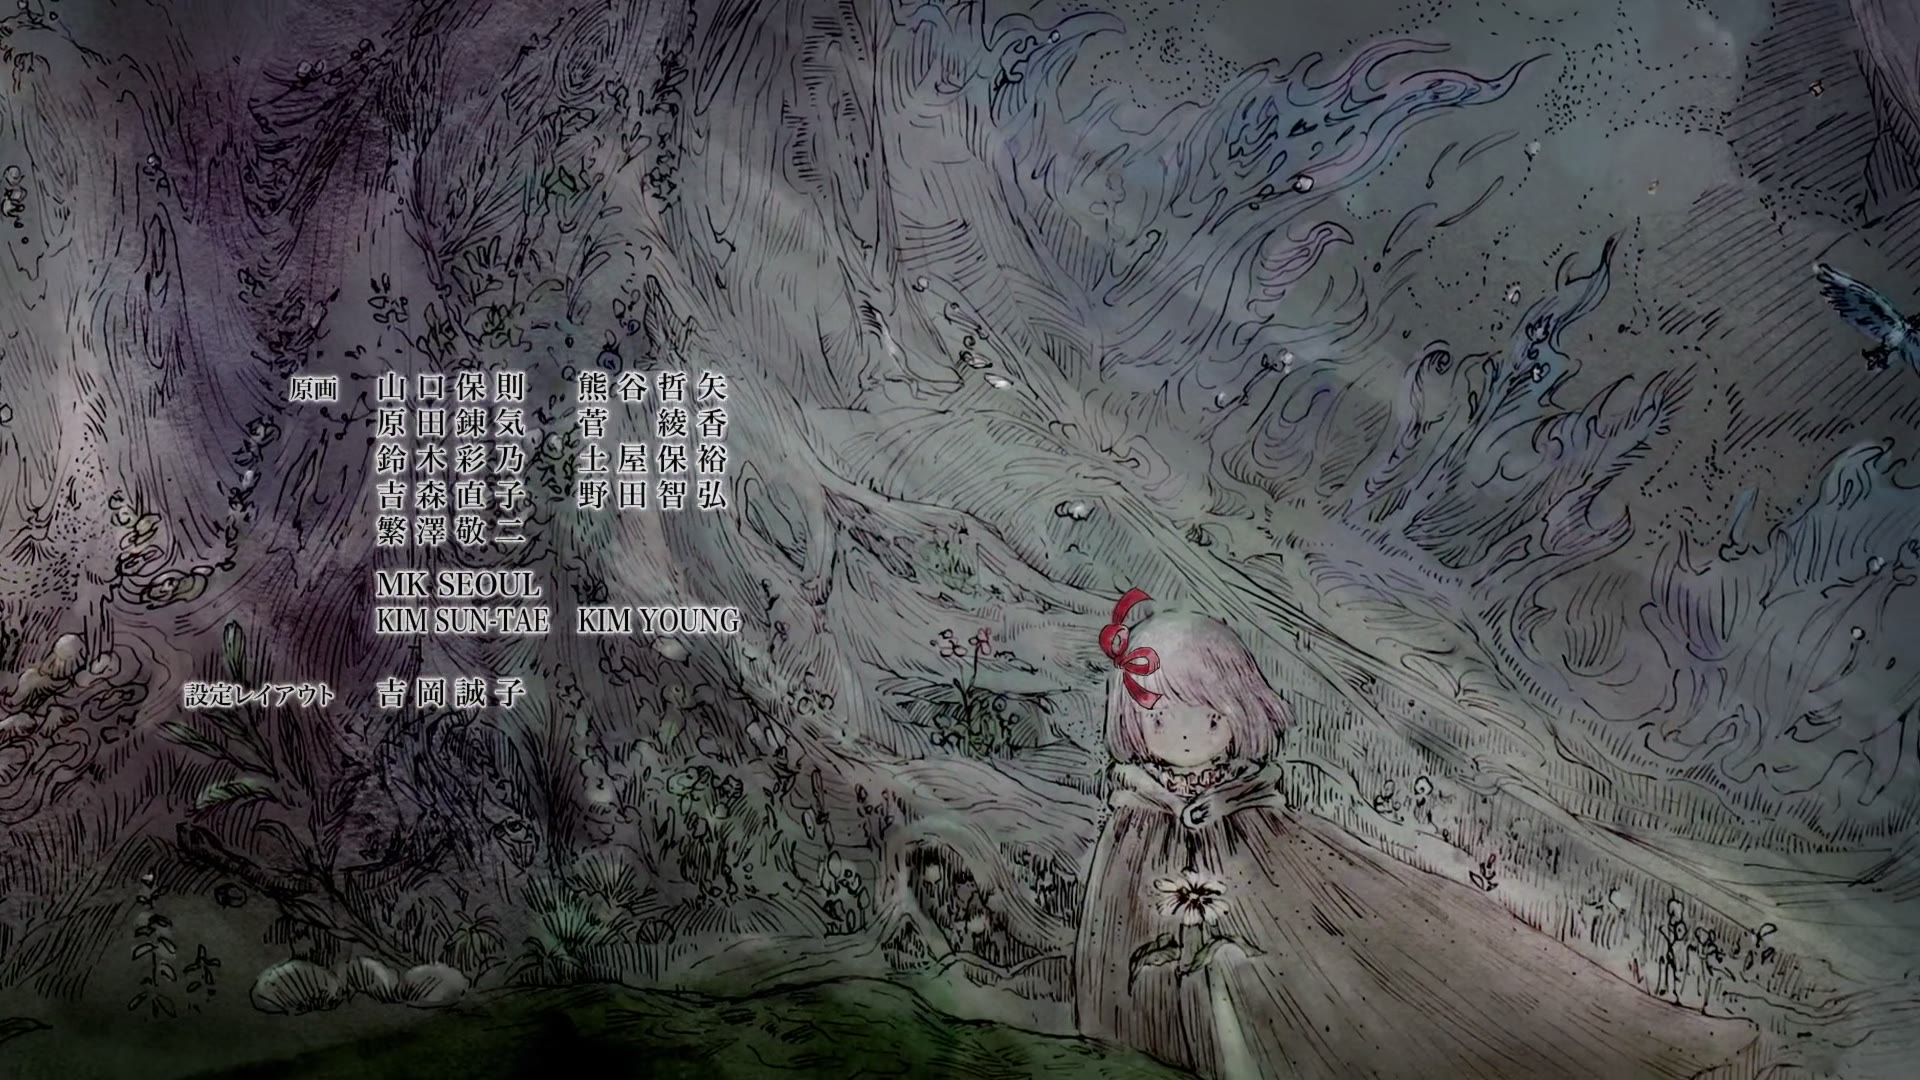 原画 山口保則 熊谷哲矢
原田錬気 菅 綾香
鈴木彩乃 土屋保裕
吉森直子 野田智弘
繁澤敬二
MK SEOUL
KIM SUN-TAE KIM YOUNG
設定レイアウト 吉岡誠子